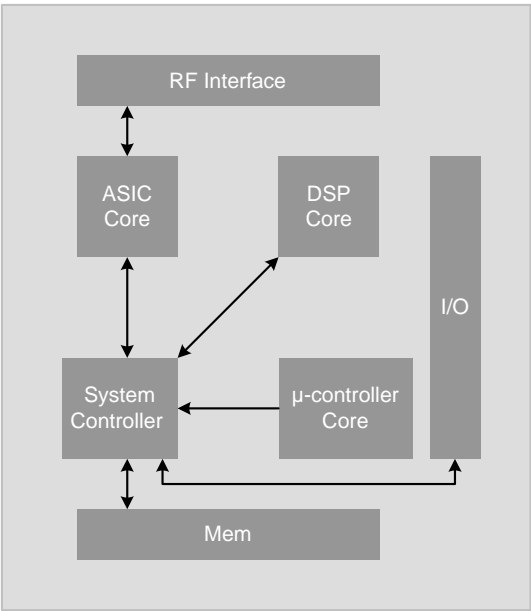 RF Interface
ASIC
Core
DSP
Core
I/O
System
Controller
μ-controller
Core
Mem